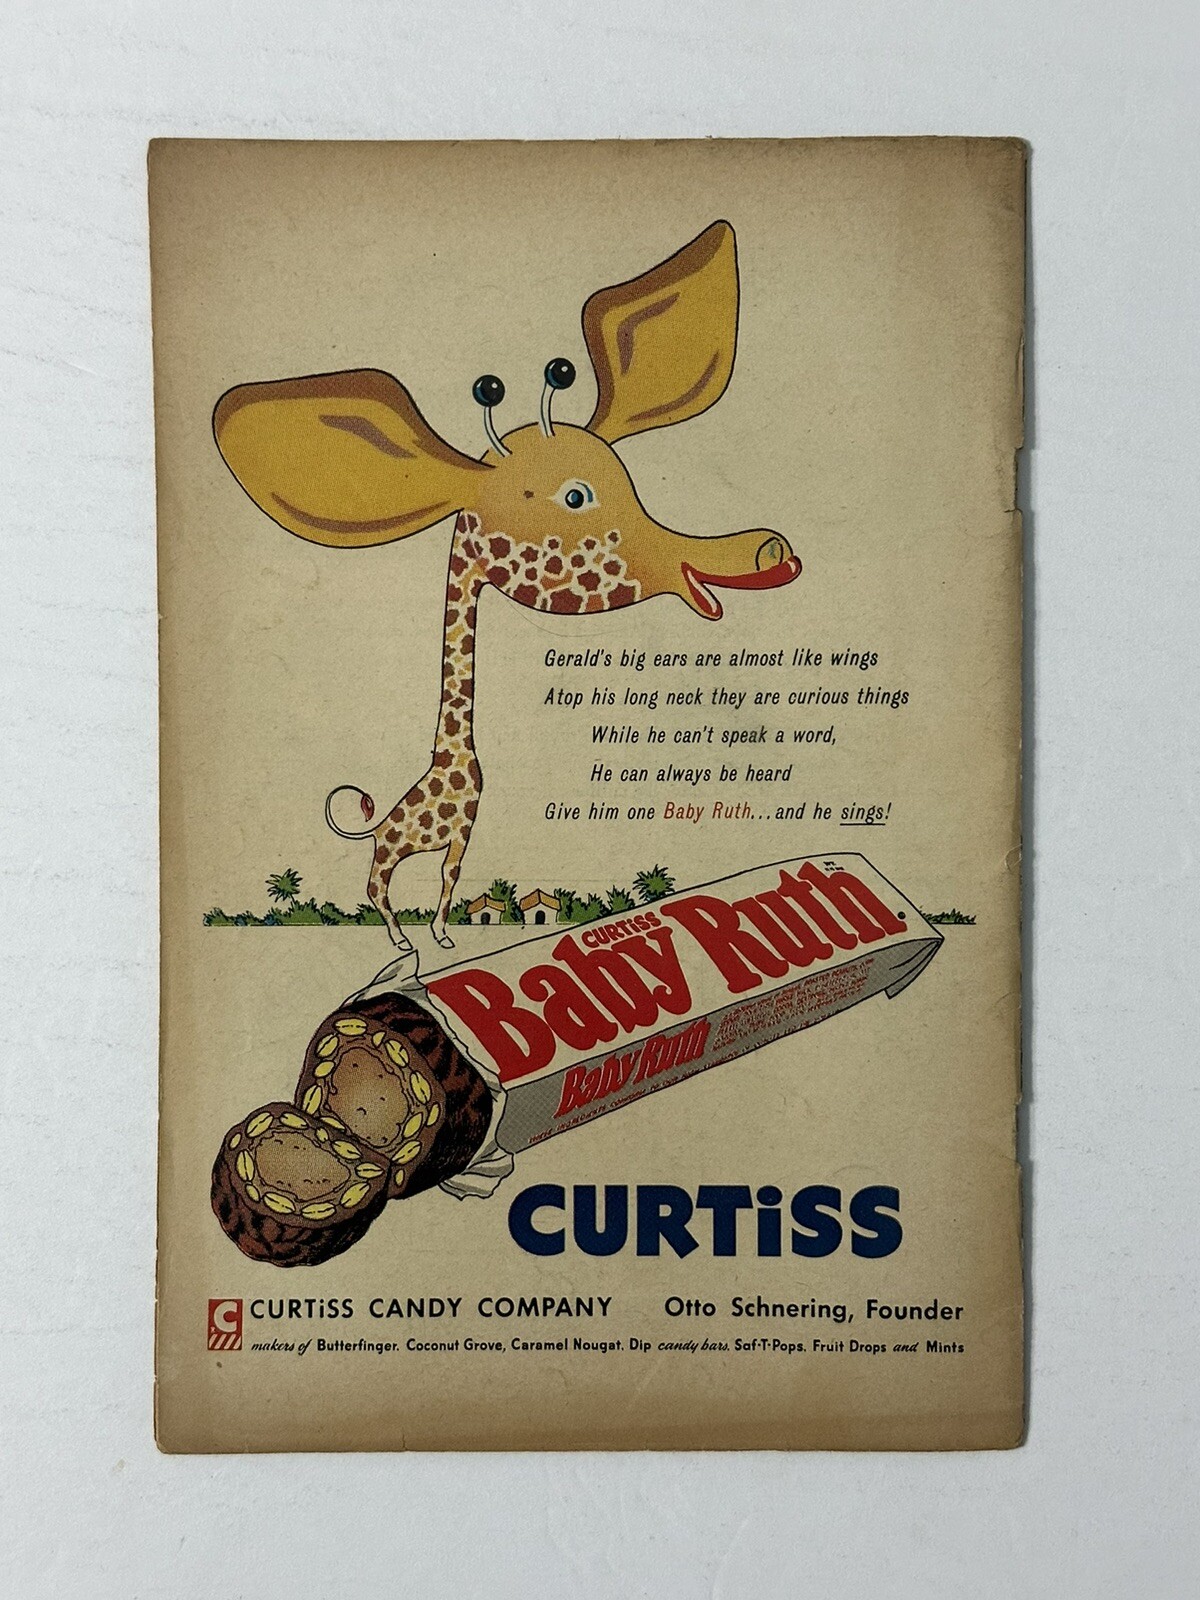 Gerald's big ears are almost like wings
Atop his long neck they are curious things
While he can't speak a word,
He can always be heard
Give him one Baby Ruth...and he sings!
CURTiSS
Baby Ruth
Baby Ruth
CURTiSS
C CURTiSS CANDY COMPANY Otto Schnering, Founder
makers of Butterfinger, Coconut Grove, Caramel Nougat, Dip candy bars, Saf-T-Pops, Fruit Drops and Mints